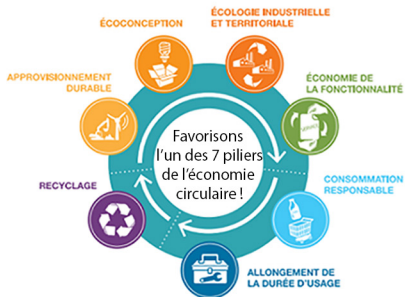 ÉCOLOGIE INDUSTRIELLE
ET TERRITORIALE
ÉCOCONCEPTION
APPROVISIONNEMENT
DURABLE
ÉCONOMIE DE
LA FONCTIONNALITÉ
Favorisons
l'un des 7 piliers
de l'économie
circulaire !
RECYCLAGE
CONSOMMATION
RESPONSABLE
ALLONGEMENT DE
LA DURÉE D'USAGE